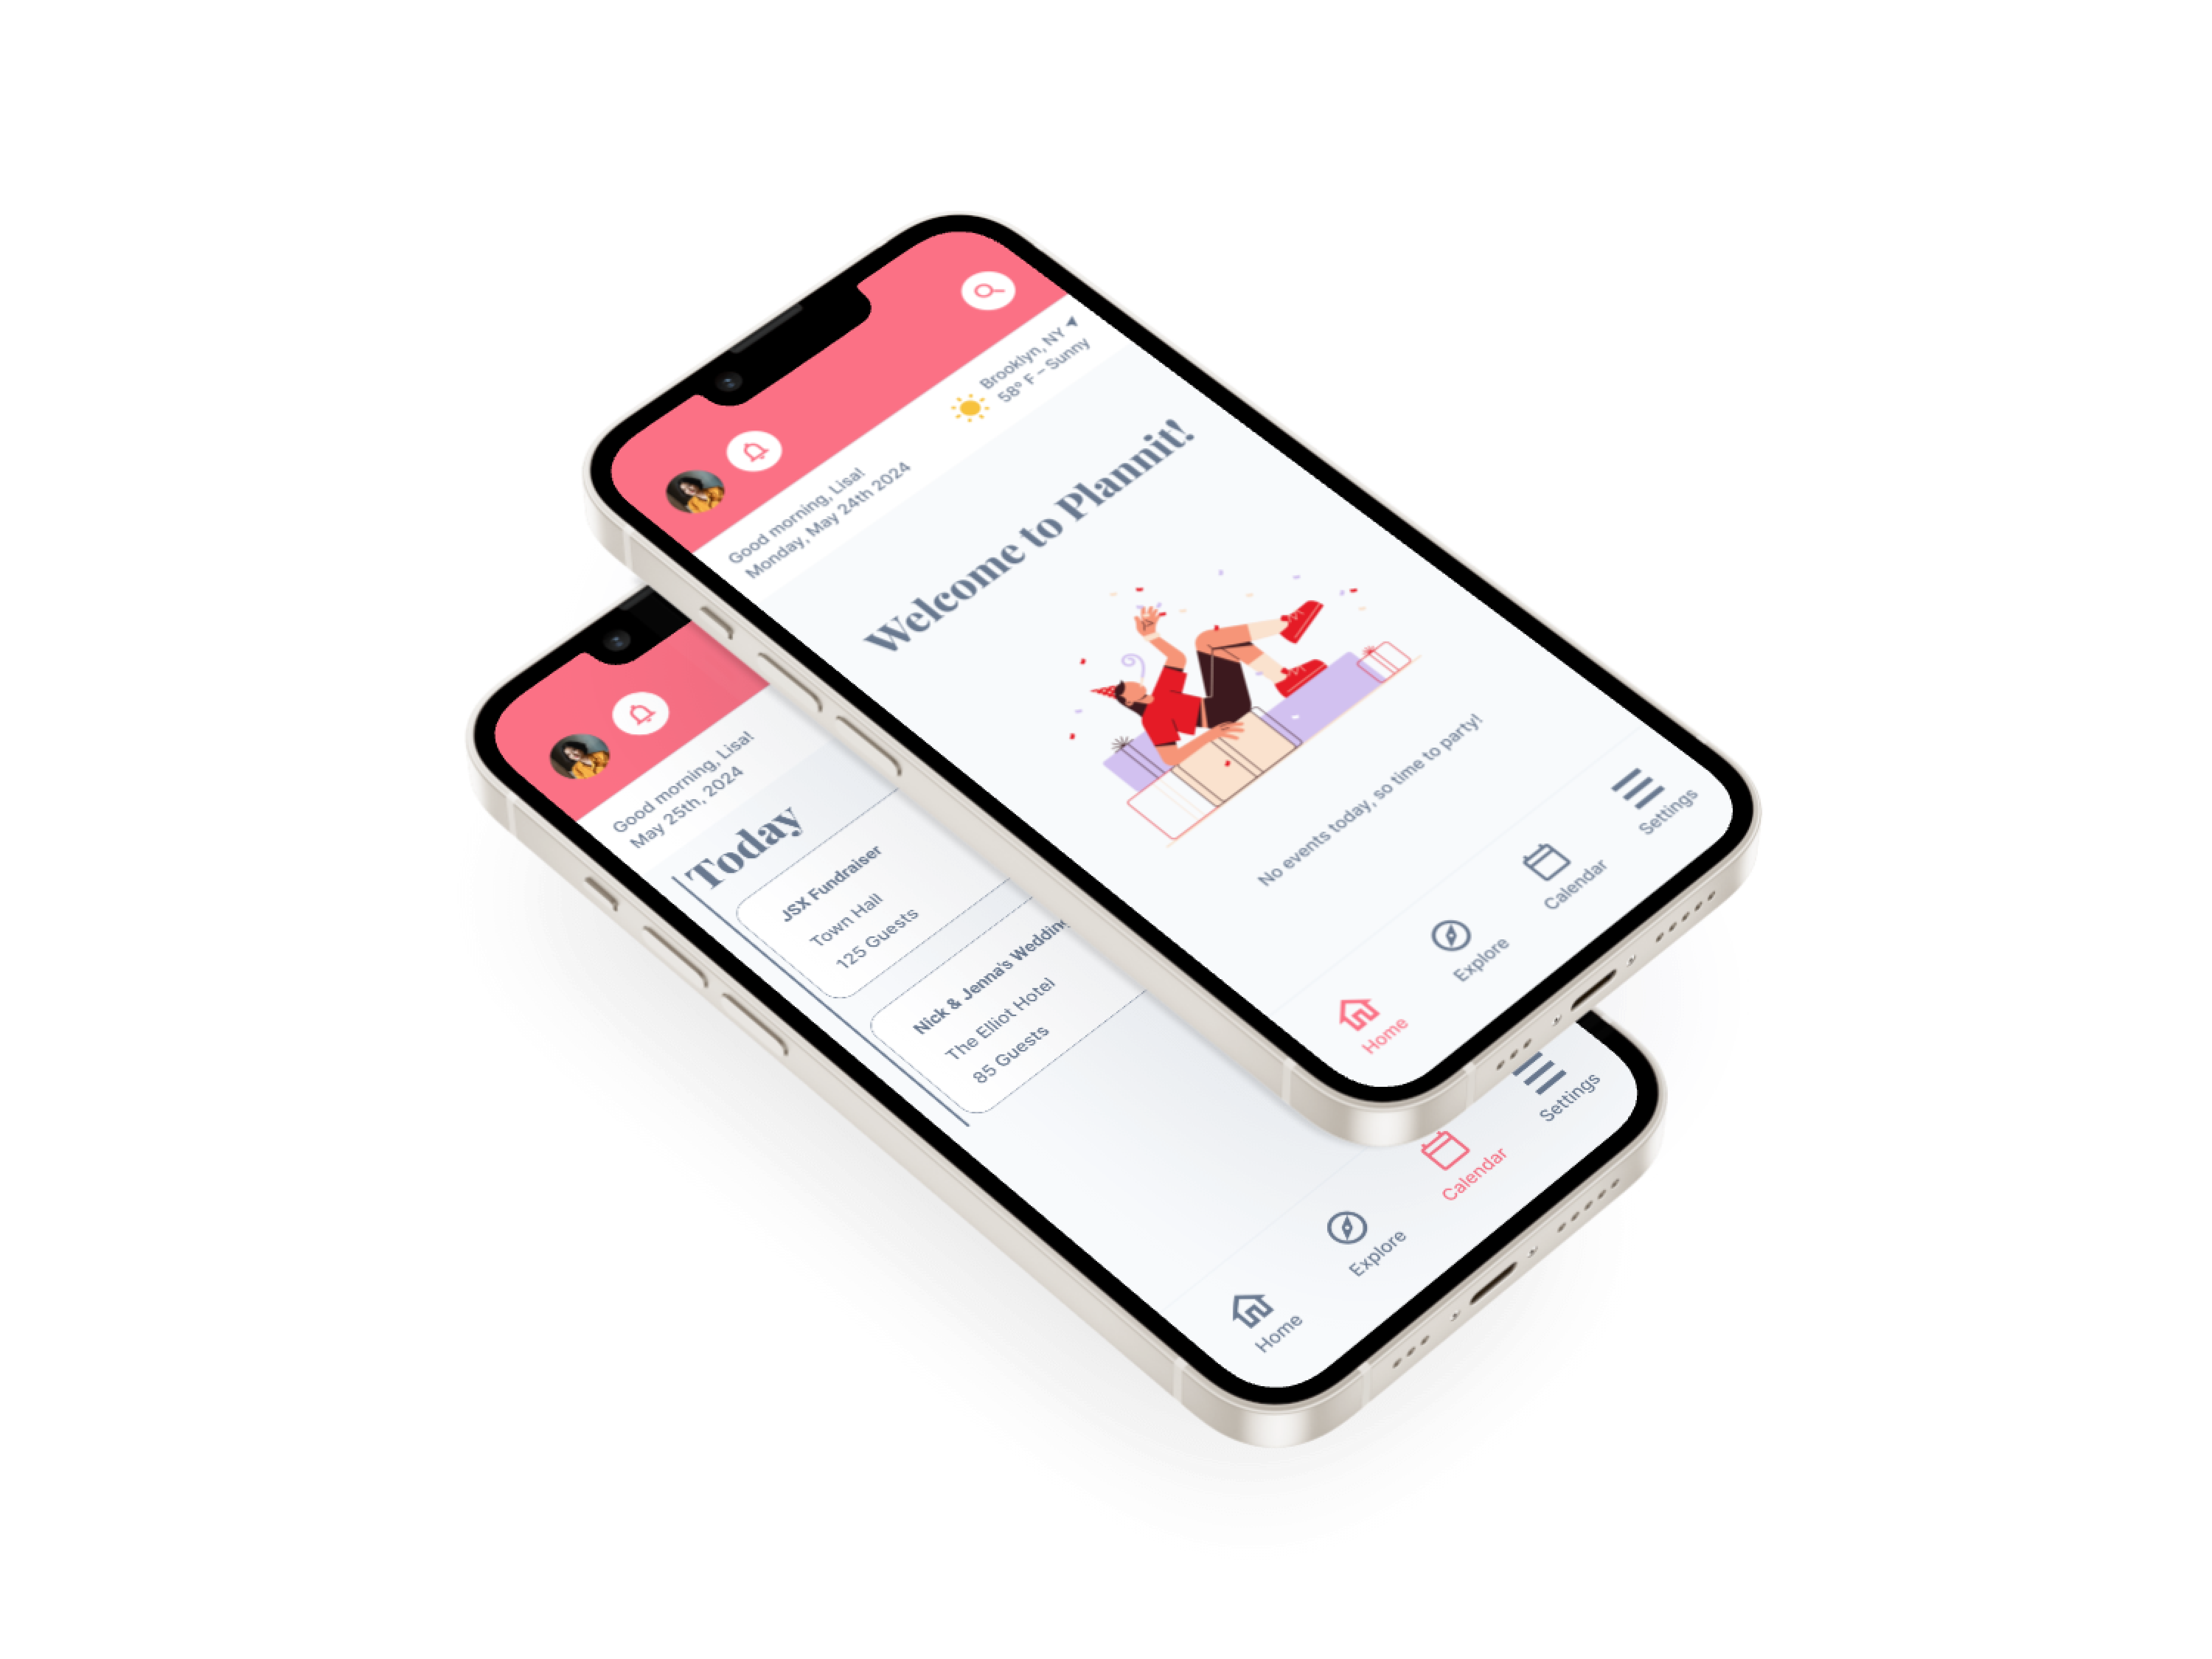 Brooklyn, NY
58° F – Sunny
Good morning, Lisa!
Monday, May 24th 2024
Welcome to Plannit!
No events today, so time to party!
Home
Explore
Calendar
Settings
Good morning, Lisa!
May 25th, 2024
Today
JSX Fundraiser
Town Hall
125 Guests
Nick & Jenna's Wedding
The Elliot Hotel
85 Guests
Home
Explore
Calendar
Settings